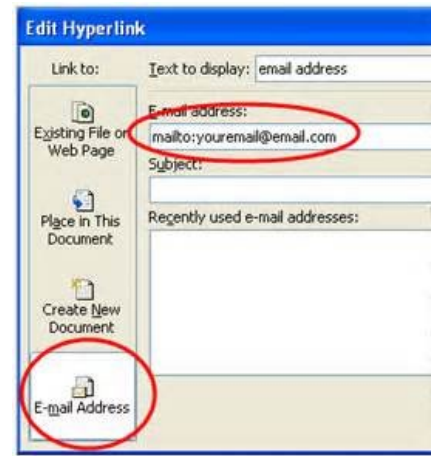 Edit Hyperlink
Link to:
Text to display: email address
Existing File or
Web Page
E-mail address:
mailto:youremail@email.com
Subject:
Place in This
Document
Recently used e-mail addresses:
Create New
Document
E-mail Address